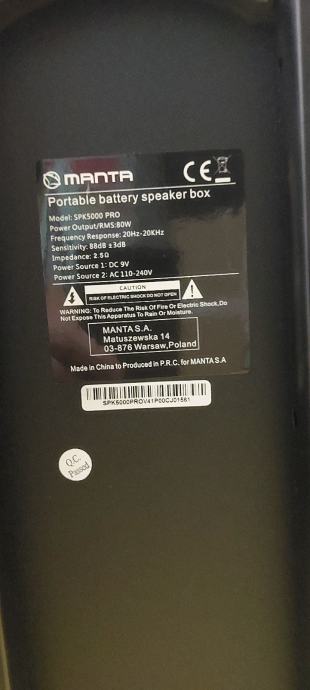 MANTA CE
Portable battery speaker box
Model: SPK5000 PRO
Power Output/RMS:80W
Frequency Response: 20Hz-20KHz
Sensitivity: 88dB ±3dB
Impedance: 2.5Ω
Power Source 1: DC 9V
Power Source 2: AC 110-240V
CAUTION
RISK OF ELECTRIC SHOCK DO NOT OPEN
WARNING: To Reduce The Risk Of Fire Or Electric Shock,Do
Not Expose This Apparatus To Rain Or Moisture.
MANTA S.A.
Matuszewska 14
03-876 Warsaw,Poland
Made in China to Produced in P.R.C. for MANTA S.A
SPK5000PROV41P00CJ01561
Q.C.
Passed